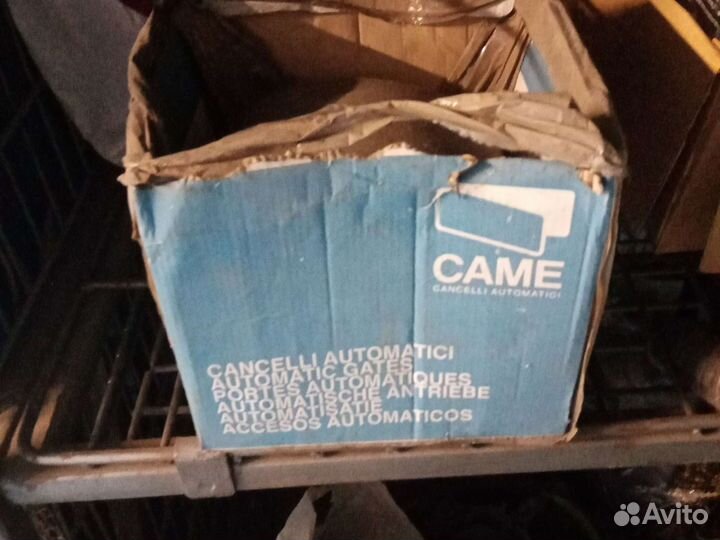 CAME
CANCELLI AUTOMATICI
CANCELLI AUTOMATICI
AUTOMATIC GATES
PORTES AUTOMATIQUES
AUTOMATISCHE ANTRIEBE
AUTOMATISATIE
ACCESOS AUTOMATICOS
Avito